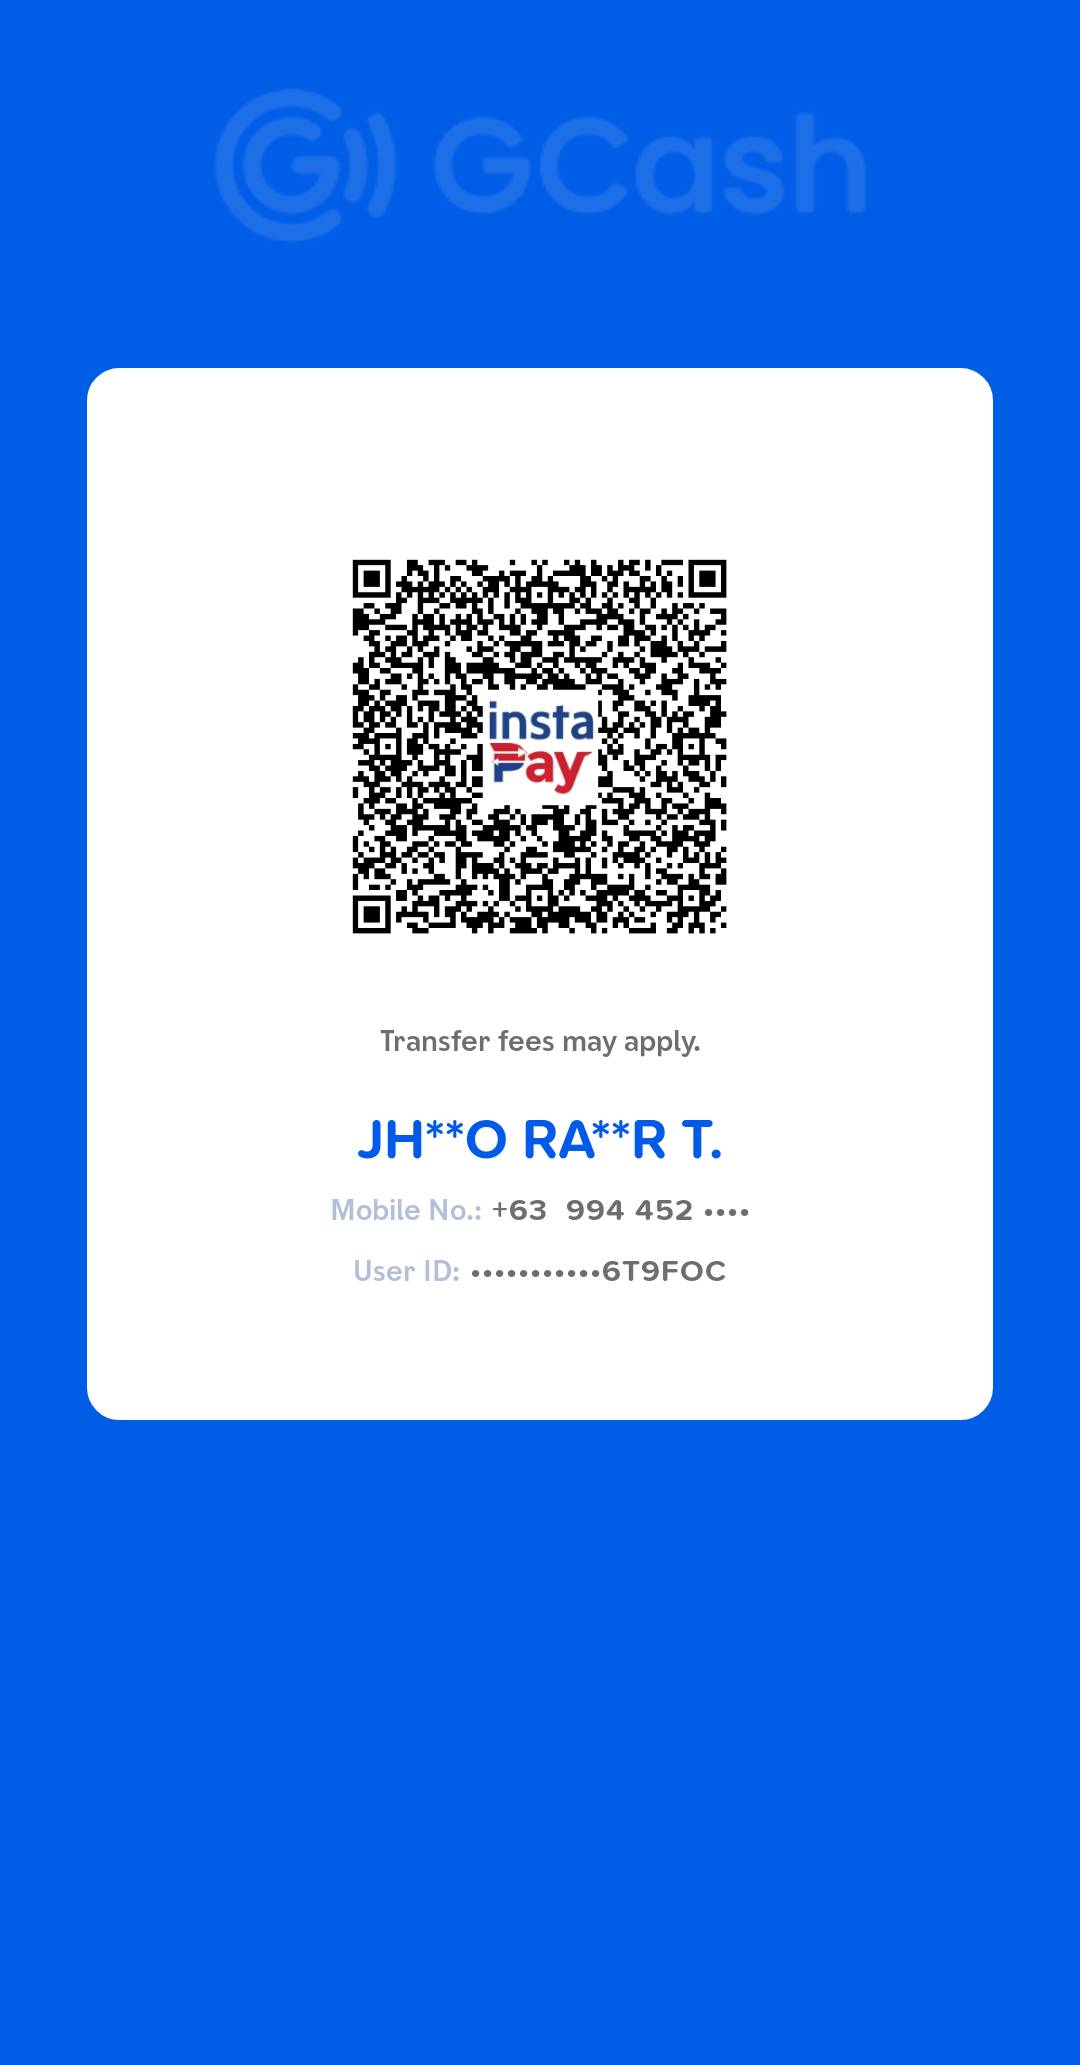 GCash
insta
Pay
Transfer fees may apply.
JH**O RA**R T.
Mobile No.: +63 994 452 ••••
User ID: •••••••••••6T9FOC